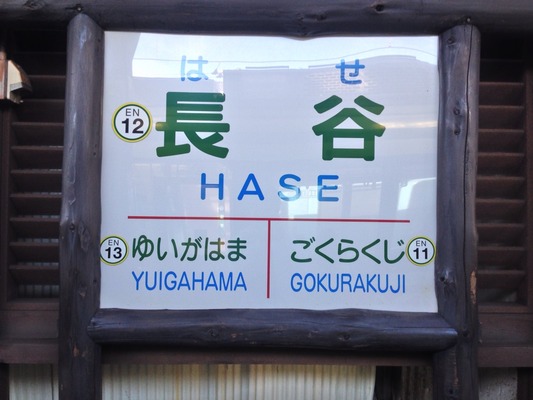 は せ
EN 12 長谷
HASE
EN 13 ゆいがはま ごくらくじ EN 11
YUIGAHAMA GOKURAKUJI